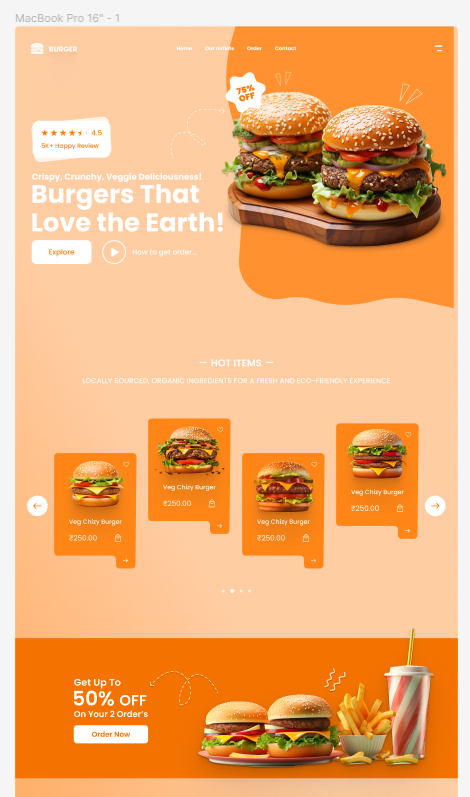 MacBook Pro 16" - 1
BURGER
Home Our outlets Order Contact
75%
OFF
4.5
5K+ Happy Review
Crispy, Crunchy, Veggie Deliciousness!
Burgers That
Love the Earth!
Explore
How to get order...
— HOT ITEMS —
LOCALLY SOURCED, ORGANIC INGREDIENTS FOR A FRESH AND ECO-FRIENDLY EXPERIENCE
Veg Chizy Burger
₹250.00
Veg Chizy Burger
₹250.00
Veg Chizy Burger
₹250.00
Veg Chizy Burger
₹250.00
Get Up To
50% OFF
On Your 2 Order's
Order Now